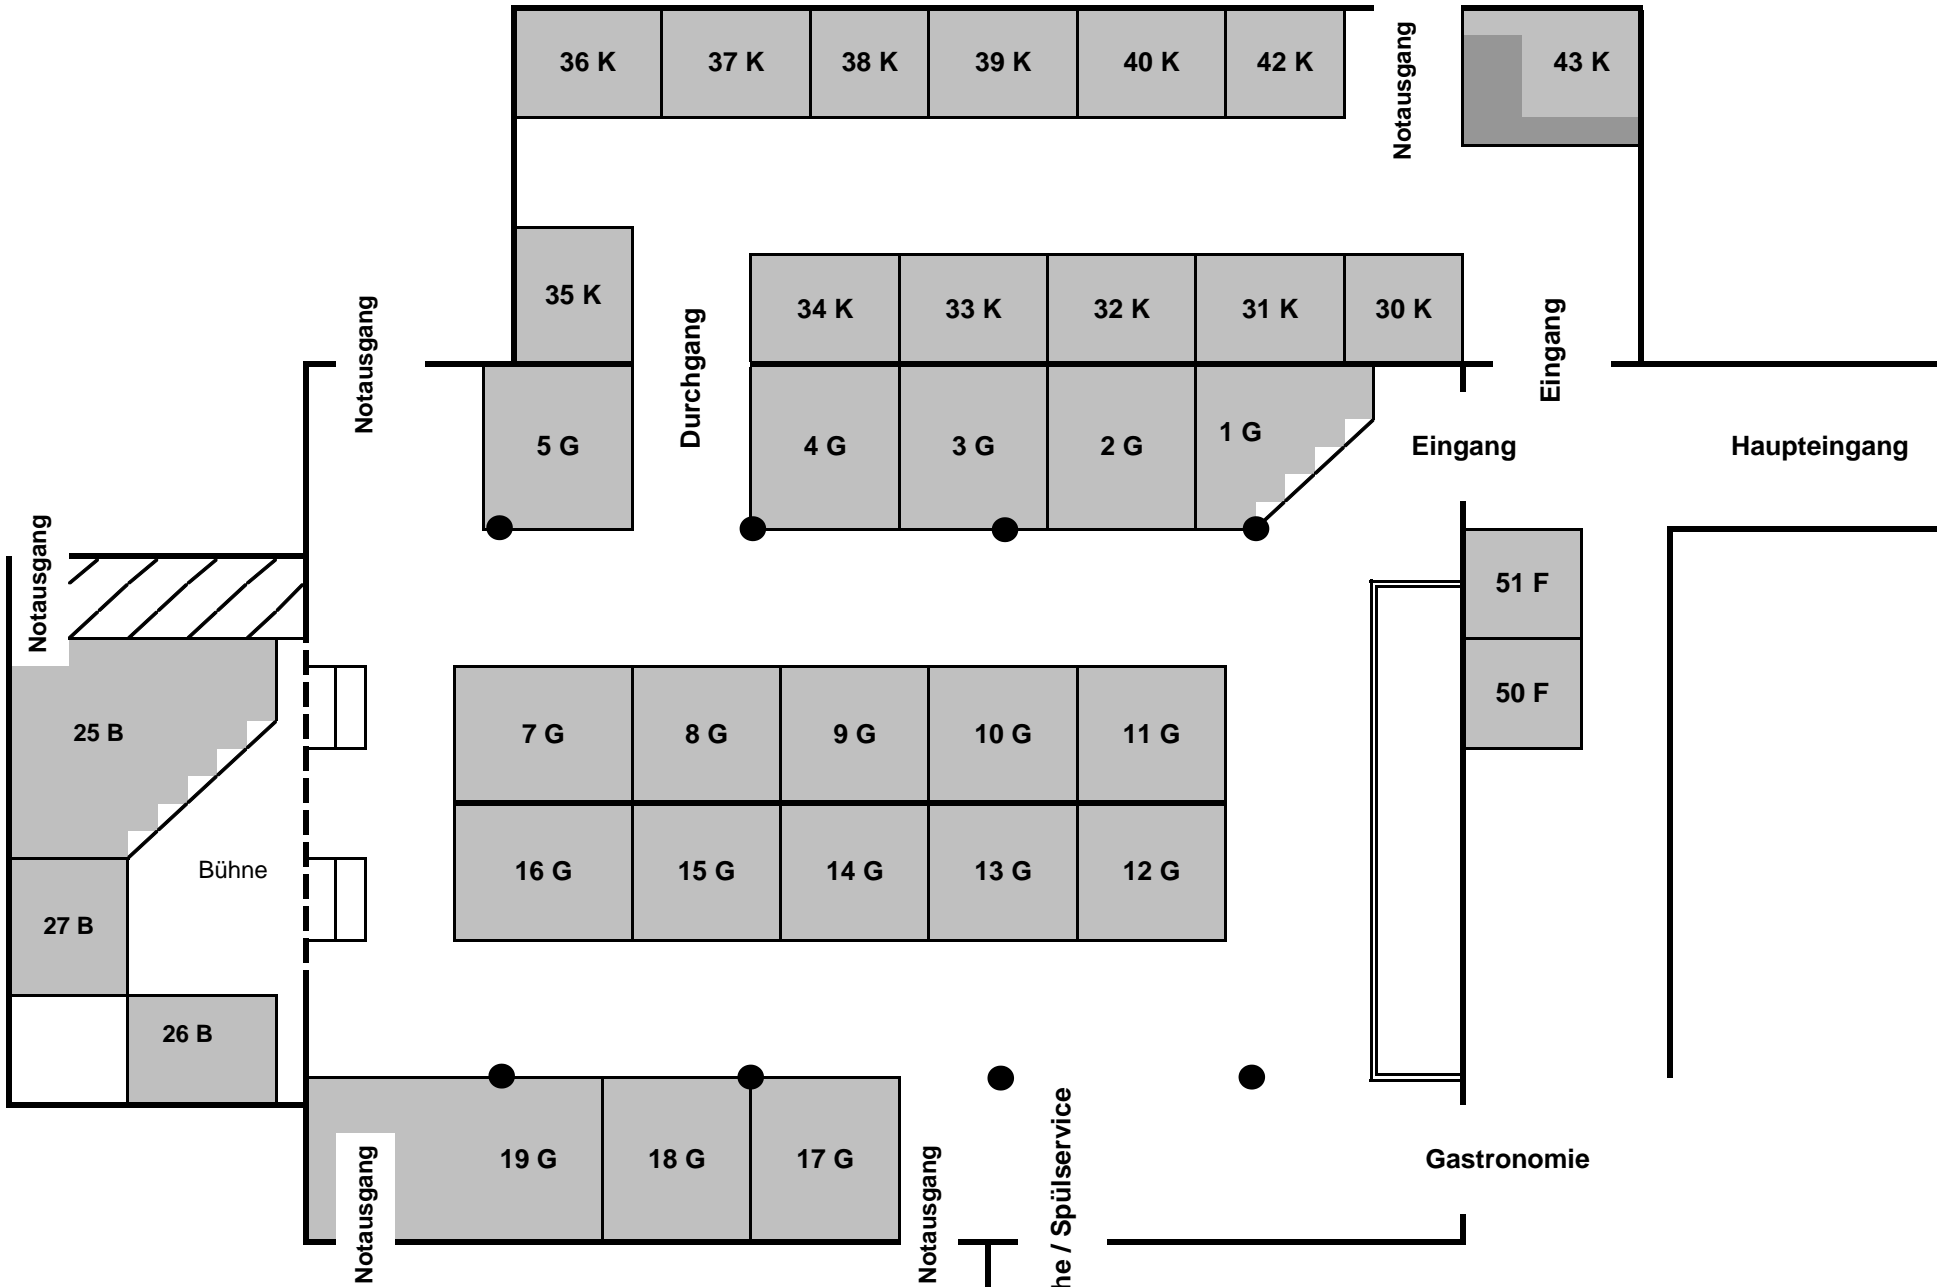 36 K
37 K
38 K
39 K
40 K
42 K
Notausgang
43 K
35 K
34 K
33 K
32 K
31 K
30 K
Notausgang
Durchgang
Eingang
5 G
4 G
3 G
2 G
1 G
Eingang
Haupteingang
Notausgang
51 F
50 F
25 B
7 G
8 G
9 G
10 G
11 G
Bühne
16 G
15 G
14 G
13 G
12 G
27 B
26 B
19 G
18 G
17 G
Notausgang
Notausgang
he / Spülservice
Gastronomie